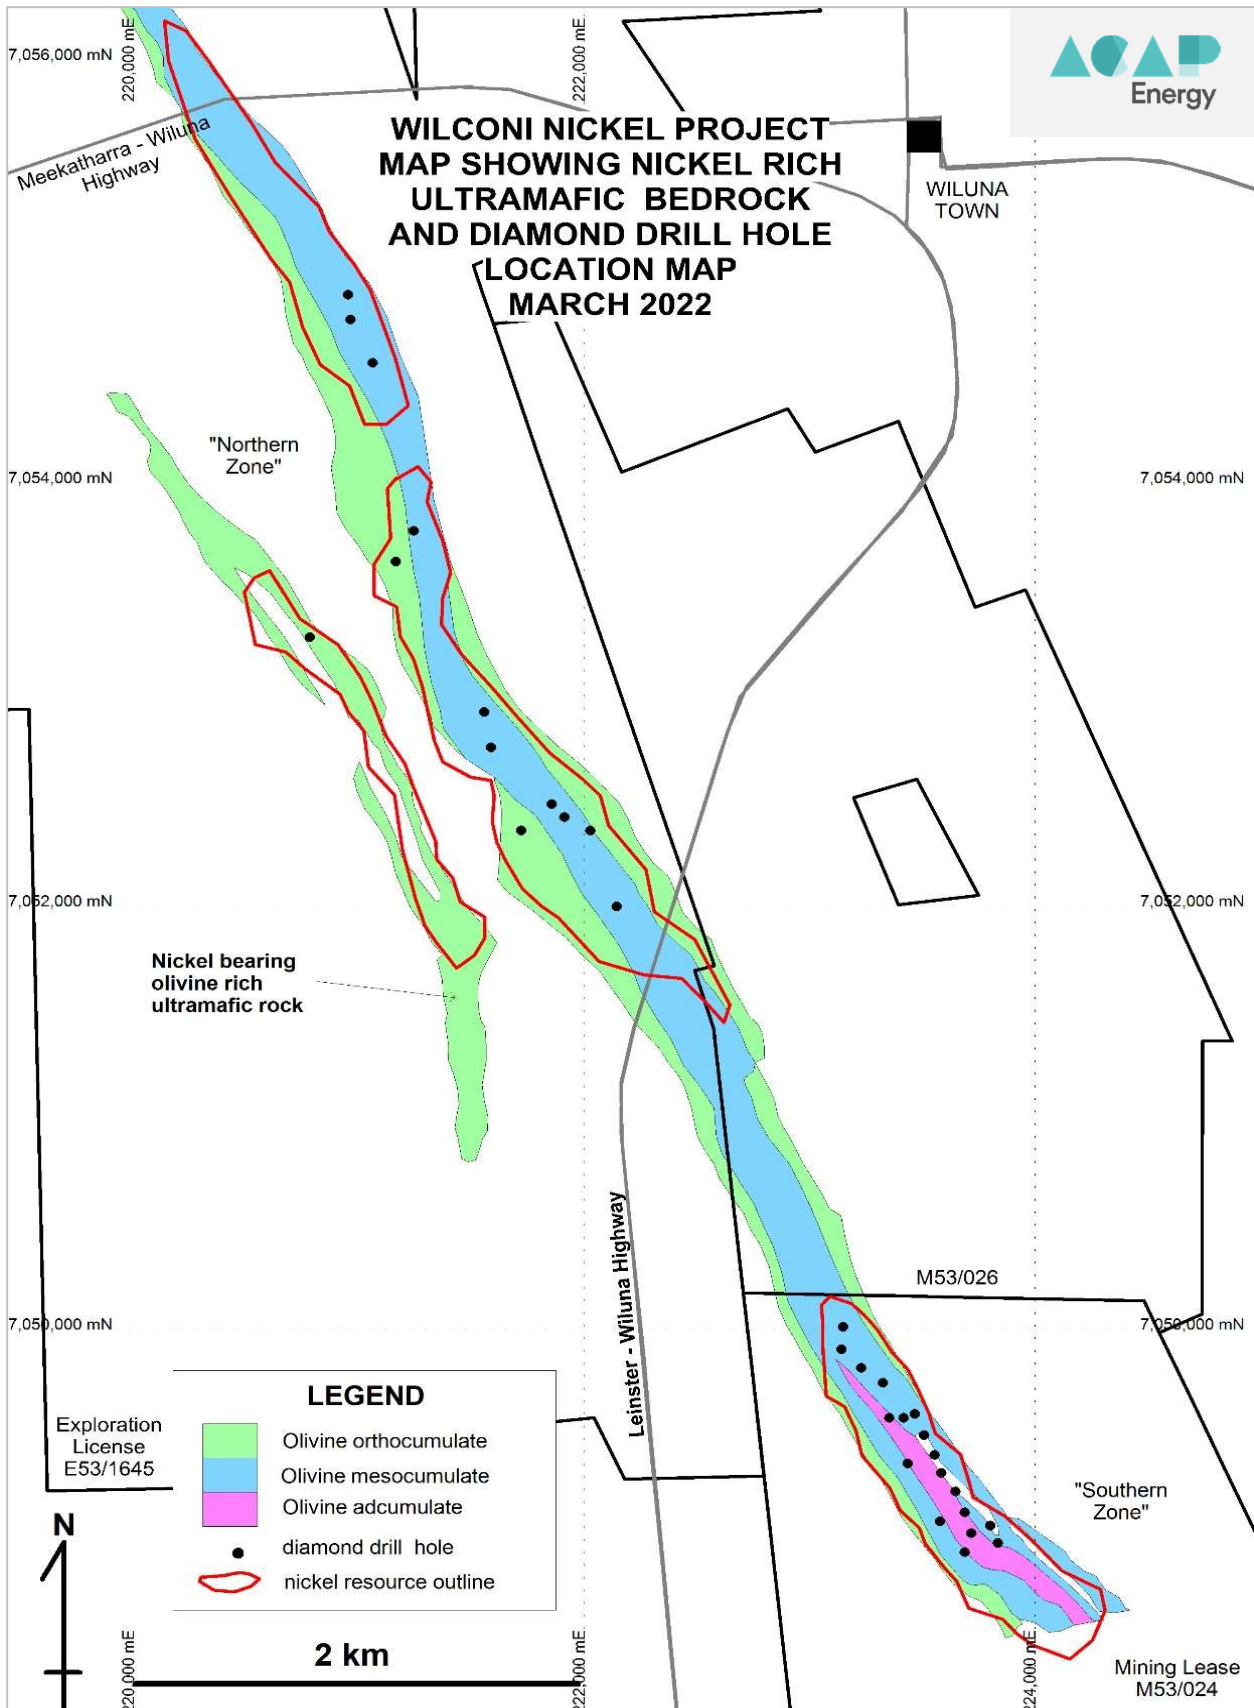 7,056,000 mN
220,000 mE
222,000 mE
ACAP
Energy
WILCONI NICKEL PROJECT
MAP SHOWING NICKEL RICH
ULTRAMAFIC BEDROCK
AND DIAMOND DRILL HOLE
LOCATION MAP
MARCH 2022
Meekatharra - Wiluna
Highway
WILUNA
TOWN
"Northern
Zone"
7,054,000 mN
7,054,000 mN
7,052,000 mN
7,052,000 mN
Nickel bearing
olivine rich
ultramafic rock
Leinster - Wiluna Highway
M53/026
7,050,000 mN
7,050,000 mN
LEGEND
Olivine orthocumulate
Olivine mesocumulate
Olivine adcumulate
diamond drill hole
nickel resource outline
Exploration
License
E53/1645
"Southern
Zone"
N
2 km
220,000 mE
222,000 mE
224,000 mE
Mining Lease
M53/024